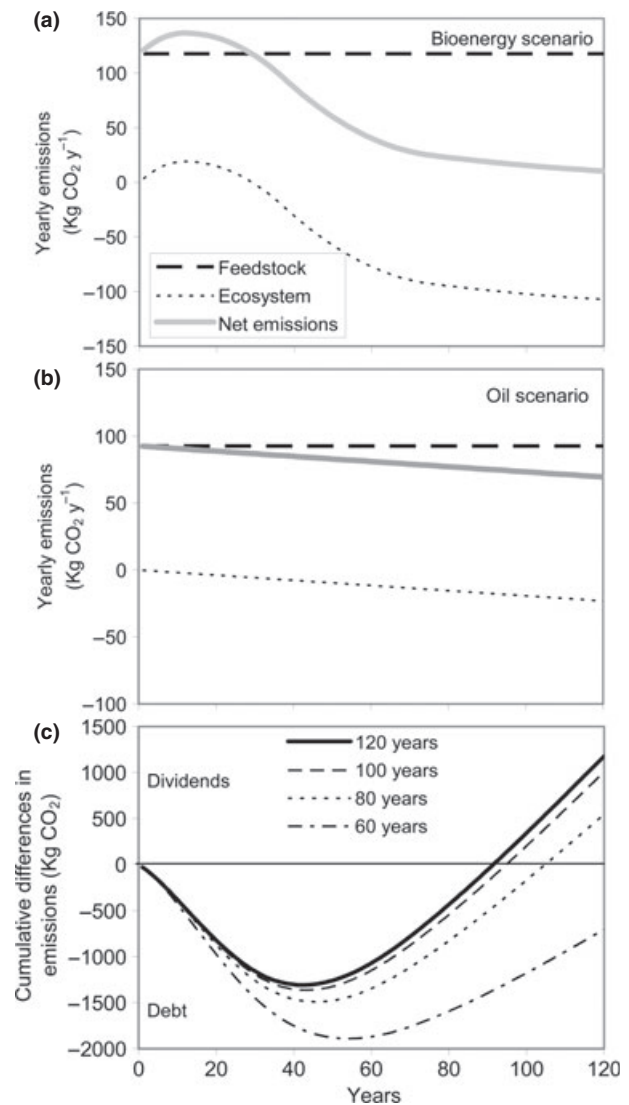 (a)
150
100
50
0
–50
–100
–150
Yearly emissions
(Kg CO₂ y⁻¹)
Bioenergy scenario
Feedstock
Ecosystem
Net emissions
(b)
150
100
50
0
–50
–100
Yearly emissions
(Kg CO₂ y⁻¹)
Oil scenario
(c)
1500
1000
500
0
–500
–1000
–1500
–2000
Cumulative differences in
emissions (Kg CO₂)
Dividends
120 years
100 years
80 years
60 years
Debt
0 20 40 60 80 100 120
Years